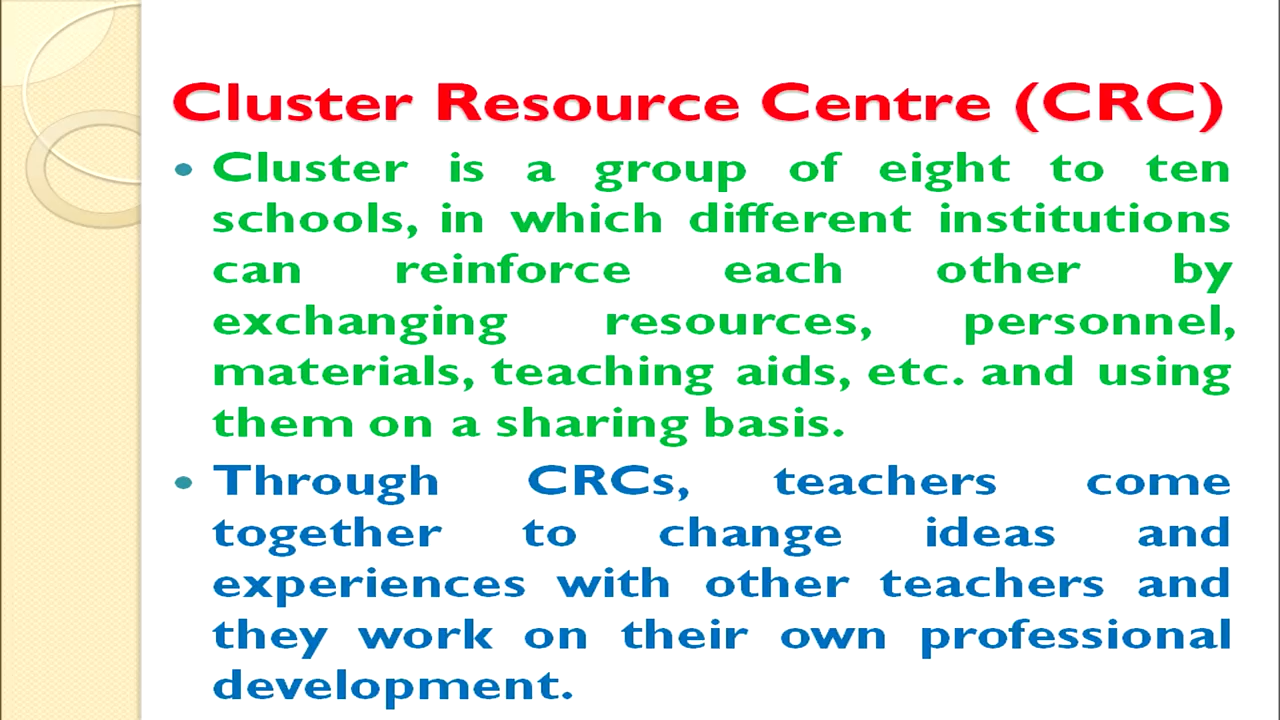 Cluster Resource Centre (CRC)
• Cluster is a group of eight to ten
schools, in which different institutions
can reinforce each other by
exchanging resources, personnel,
materials, teaching aids, etc. and using
them on a sharing basis.
• Through CRCs, teachers come
together to change ideas and
experiences with other teachers and
they work on their own professional
development.